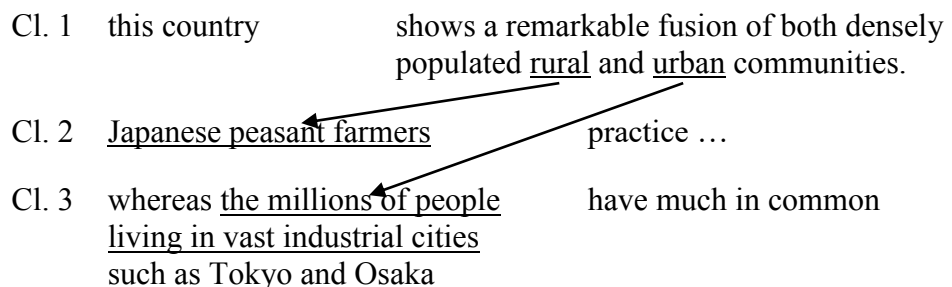 Cl. 1 this country shows a remarkable fusion of both densely
populated rural and urban communities.
Cl. 2 Japanese peasant farmers practice …
Cl. 3 whereas the millions of people have much in common
living in vast industrial cities
such as Tokyo and Osaka